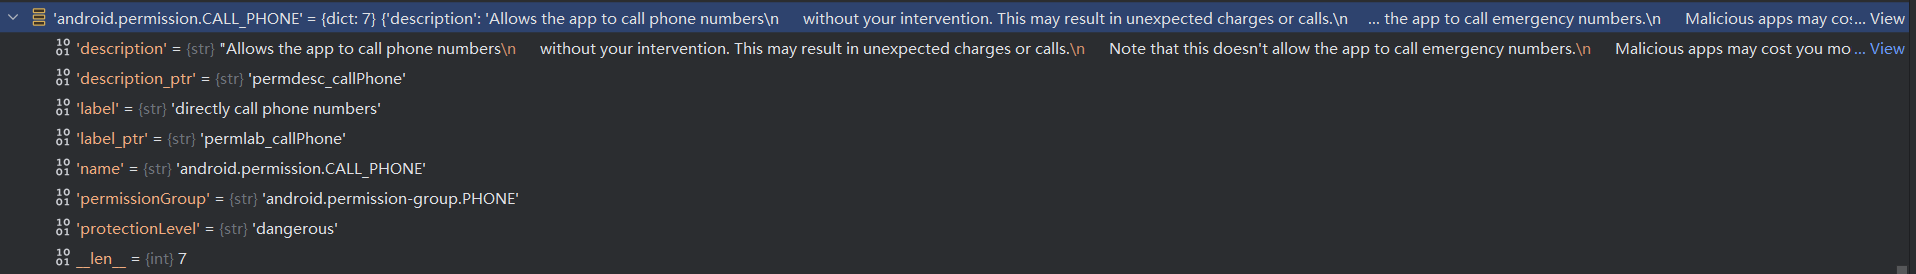 'android.permission.CALL_PHONE' = {dict: 7} {'description': 'Allows the app to call phone numbers\n      without your intervention. This may result in unexpected charges or calls.\n      ... the app to call emergency numbers.\n      Malicious apps may cos... View
'description' = {str} "Allows the app to call phone numbers\n      without your intervention. This may result in unexpected charges or calls.\n      Note that this doesn't allow the app to call emergency numbers.\n      Malicious apps may cost you mo ... View
'description_ptr' = {str} 'permdesc_callPhone'
'label' = {str} 'directly call phone numbers'
'label_ptr' = {str} 'permlab_callPhone'
'name' = {str} 'android.permission.CALL_PHONE'
'permissionGroup' = {str} 'android.permission-group.PHONE'
'protectionLevel' = {str} 'dangerous'
__len__ = {int} 7